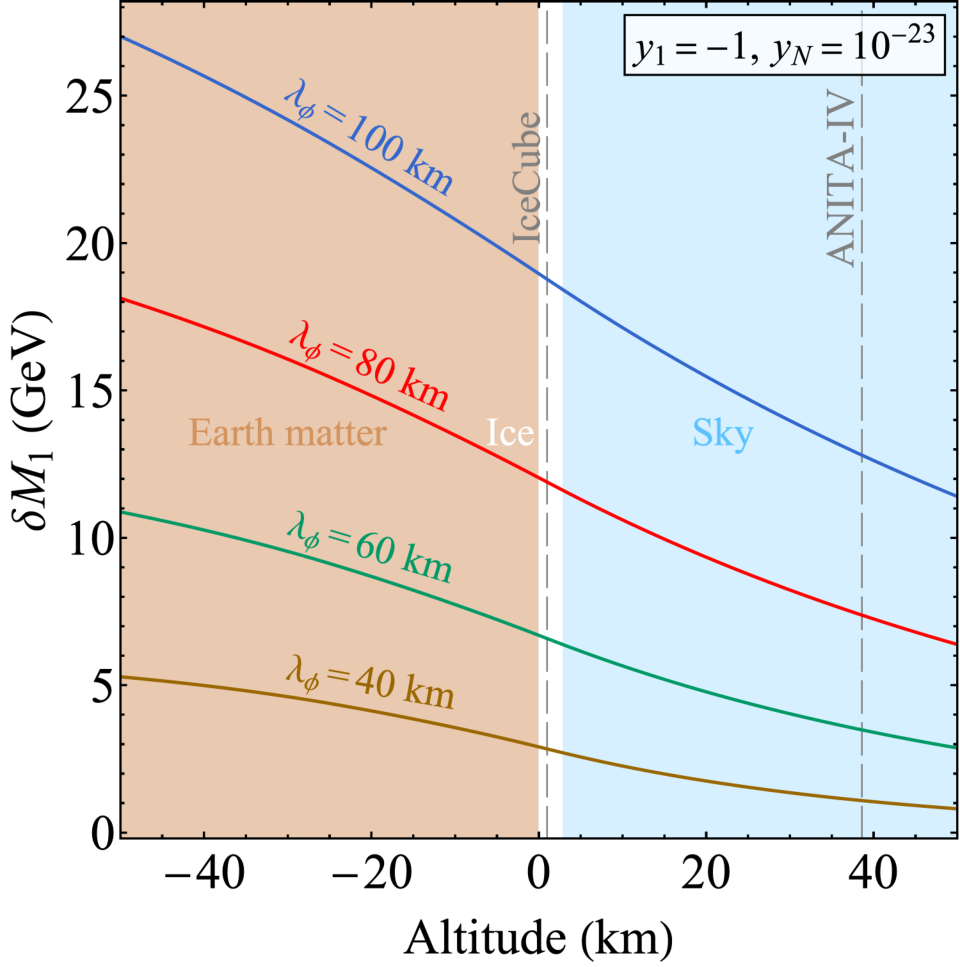 y₁ = −1, y_N = 10⁻²³
λ_ϕ = 100 km
IceCube
ANITA-IV
λ_ϕ = 80 km
Earth matter
Ice
Sky
λ_ϕ = 60 km
λ_ϕ = 40 km
25
20
15
10
5
0
δM₁ (GeV)
−40
−20
0
20
40
Altitude (km)